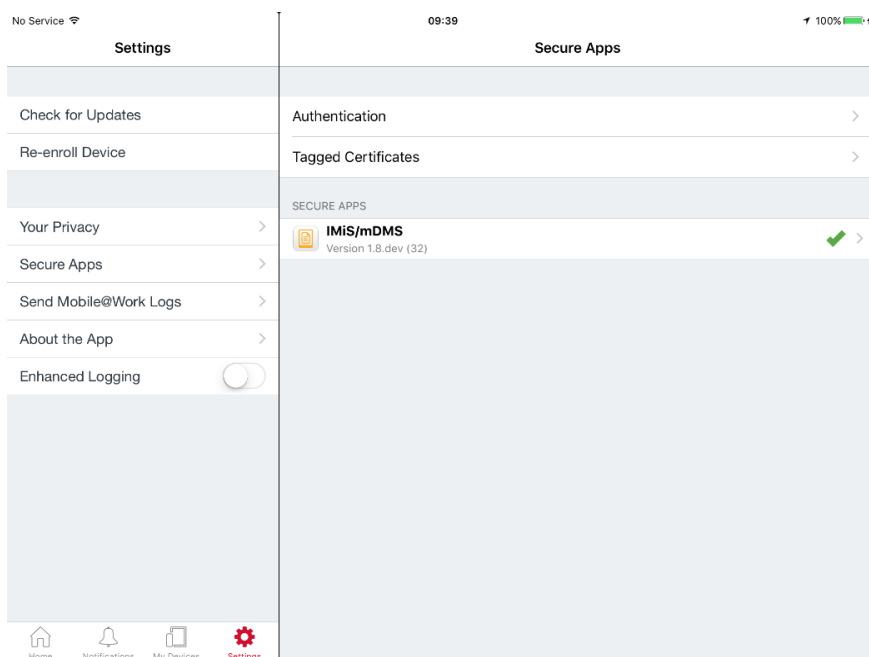 No Service
09:39
100%
Settings
Secure Apps
Check for Updates
Re-enroll Device
Your Privacy
Secure Apps
Send Mobile@Work Logs
About the App
Enhanced Logging
Authentication
Tagged Certificates
SECURE APPS
IMiS/mDMS
Version 1.8.dev (32)
Home
Notifications
My Devices
Settings